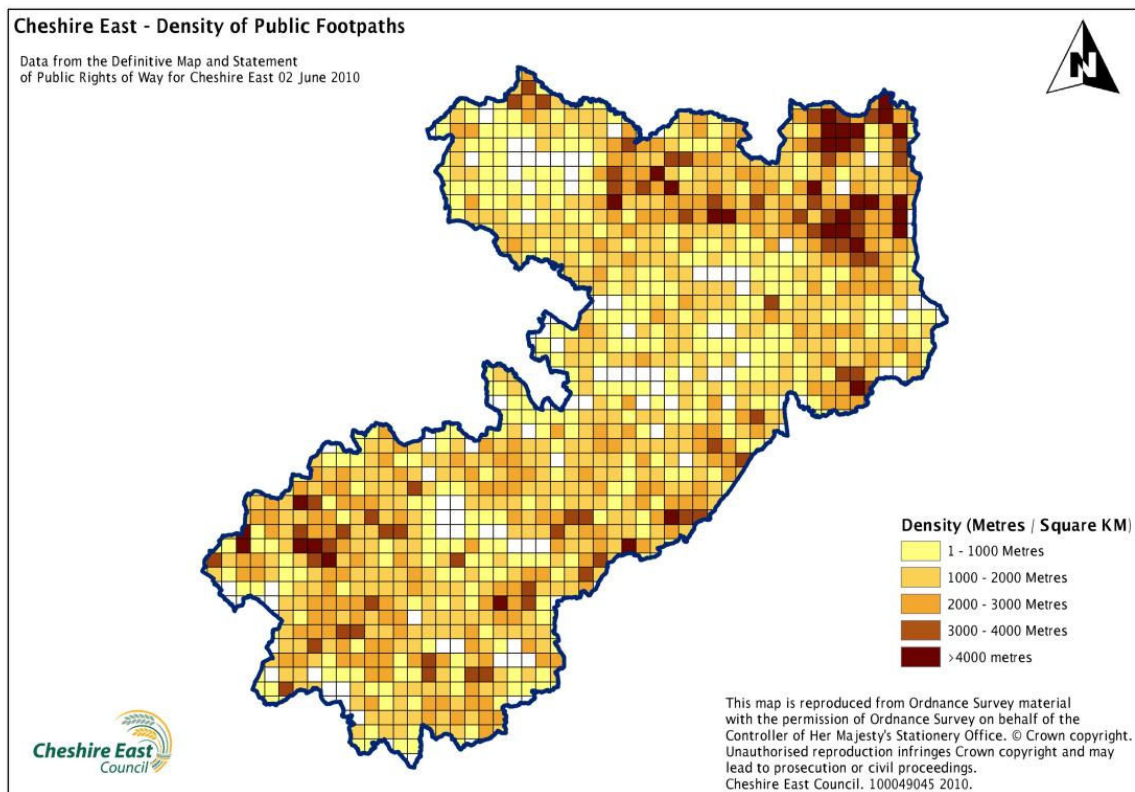 Cheshire East - Density of Public Footpaths
Data from the Definitive Map and Statement
of Public Rights of Way for Cheshire East 02 June 2010
N
Density (Metres / Square KM)
1 - 1000 Metres
1000 - 2000 Metres
2000 - 3000 Metres
3000 - 4000 Metres
>4000 metres
This map is reproduced from Ordnance Survey material
with the permission of Ordnance Survey on behalf of the
Controller of Her Majesty's Stationery Office. © Crown copyright.
Unauthorised reproduction infringes Crown copyright and may
lead to prosecution or civil proceedings.
Cheshire East Council. 100049045 2010.
Cheshire East
Council